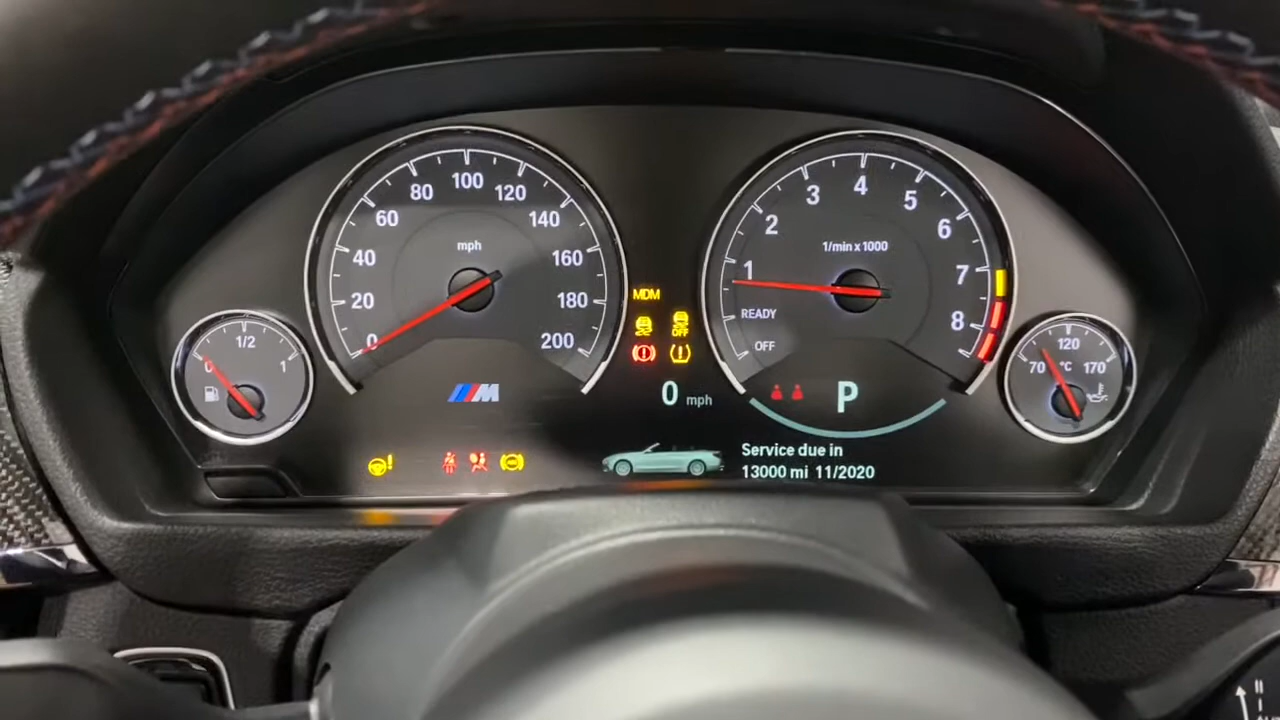 0
20
40
60
80
100
120
140
160
180
200
mph
OFF
READY
1
2
3
4
5
6
7
8
1/min x 1000
0
1/2
1
70
120
170
°C
MDM
OFF
M
0 mph
P
ABS
Service due in
13000 mi 11/2020